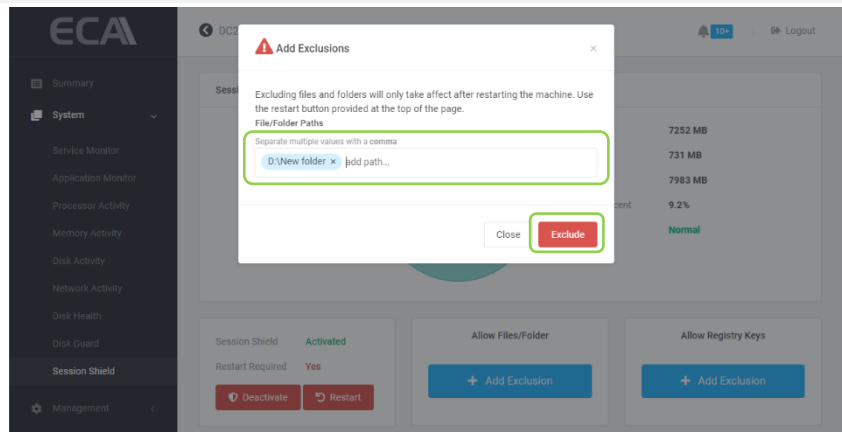 ECA
DC2
10+
Logout
Add Exclusions
×
Summary
System
Service Monitor
Application Monitor
Processor Activity
Memory Activity
Disk Activity
Network Activity
Disk Health
Disk Guard
Session Shield
Management
Sessi
Excluding files and folders will only take affect after restarting the machine. Use
the restart button provided at the top of the page.
File/Folder Paths
Separate multiple values with a comma
D:\New folder × add path...
Close
Exclude
7252 MB
731 MB
7983 MB
cent 9.2%
Normal
Session Shield Activated
Restart Required Yes
Deactivate
Restart
Allow Files/Folder
+ Add Exclusion
Allow Registry Keys
+ Add Exclusion